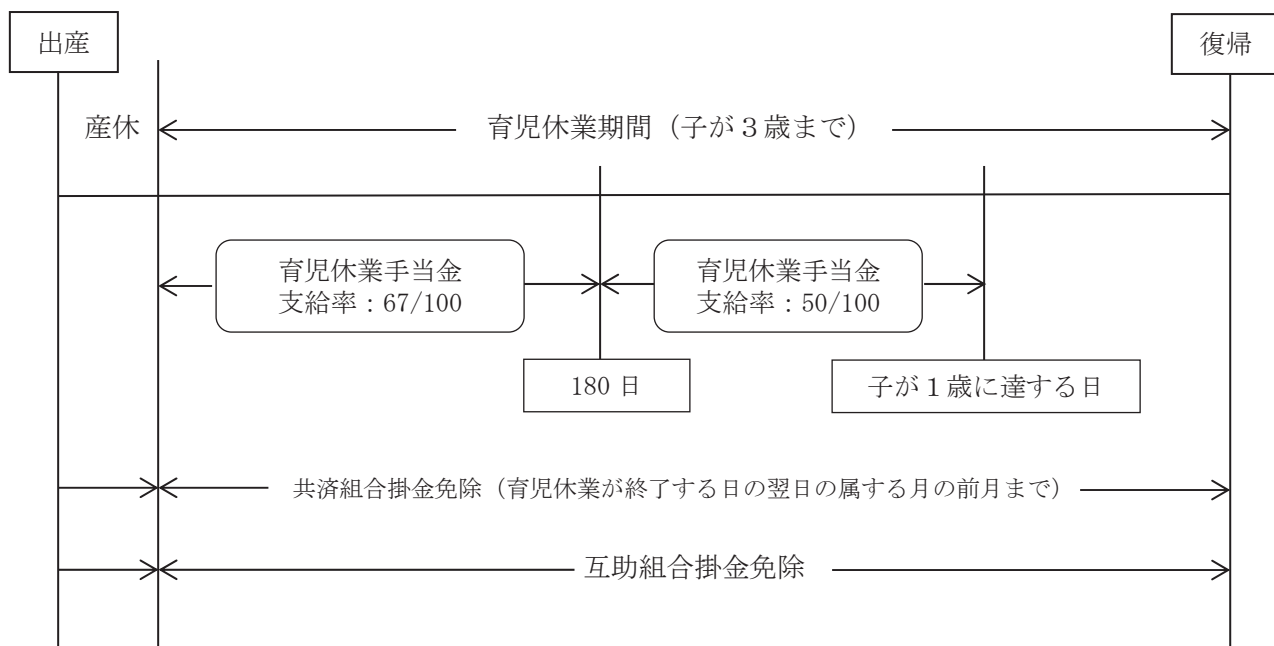 出産
復帰
産休
育児休業期間（子が３歳まで）
育児休業手当金
支給率：67/100
育児休業手当金
支給率：50/100
180 日
子が１歳に達する日
共済組合掛金免除（育児休業が終了する日の翌日の属する月の前月まで）
互助組合掛金免除